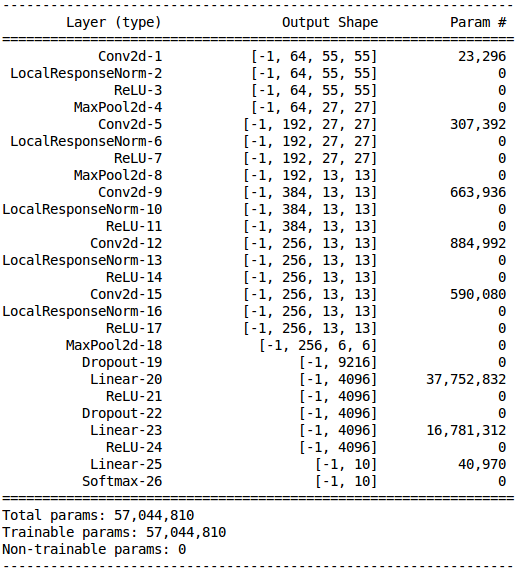 ----------------------------------------------------------------
Layer (type) Output Shape Param #
================================================================
Conv2d-1 [-1, 64, 55, 55] 23,296
LocalResponseNorm-2 [-1, 64, 55, 55] 0
ReLU-3 [-1, 64, 55, 55] 0
MaxPool2d-4 [-1, 64, 27, 27] 0
Conv2d-5 [-1, 192, 27, 27] 307,392
LocalResponseNorm-6 [-1, 192, 27, 27] 0
ReLU-7 [-1, 192, 27, 27] 0
MaxPool2d-8 [-1, 192, 13, 13] 0
Conv2d-9 [-1, 384, 13, 13] 663,936
LocalResponseNorm-10 [-1, 384, 13, 13] 0
ReLU-11 [-1, 384, 13, 13] 0
Conv2d-12 [-1, 256, 13, 13] 884,992
LocalResponseNorm-13 [-1, 256, 13, 13] 0
ReLU-14 [-1, 256, 13, 13] 0
Conv2d-15 [-1, 256, 13, 13] 590,080
LocalResponseNorm-16 [-1, 256, 13, 13] 0
ReLU-17 [-1, 256, 13, 13] 0
MaxPool2d-18 [-1, 256, 6, 6] 0
Dropout-19 [-1, 9216] 0
Linear-20 [-1, 4096] 37,752,832
ReLU-21 [-1, 4096] 0
Dropout-22 [-1, 4096] 0
Linear-23 [-1, 4096] 16,781,312
ReLU-24 [-1, 4096] 0
Linear-25 [-1, 10] 40,970
Softmax-26 [-1, 10] 0
================================================================
Total params: 57,044,810
Trainable params: 57,044,810
Non-trainable params: 0
----------------------------------------------------------------